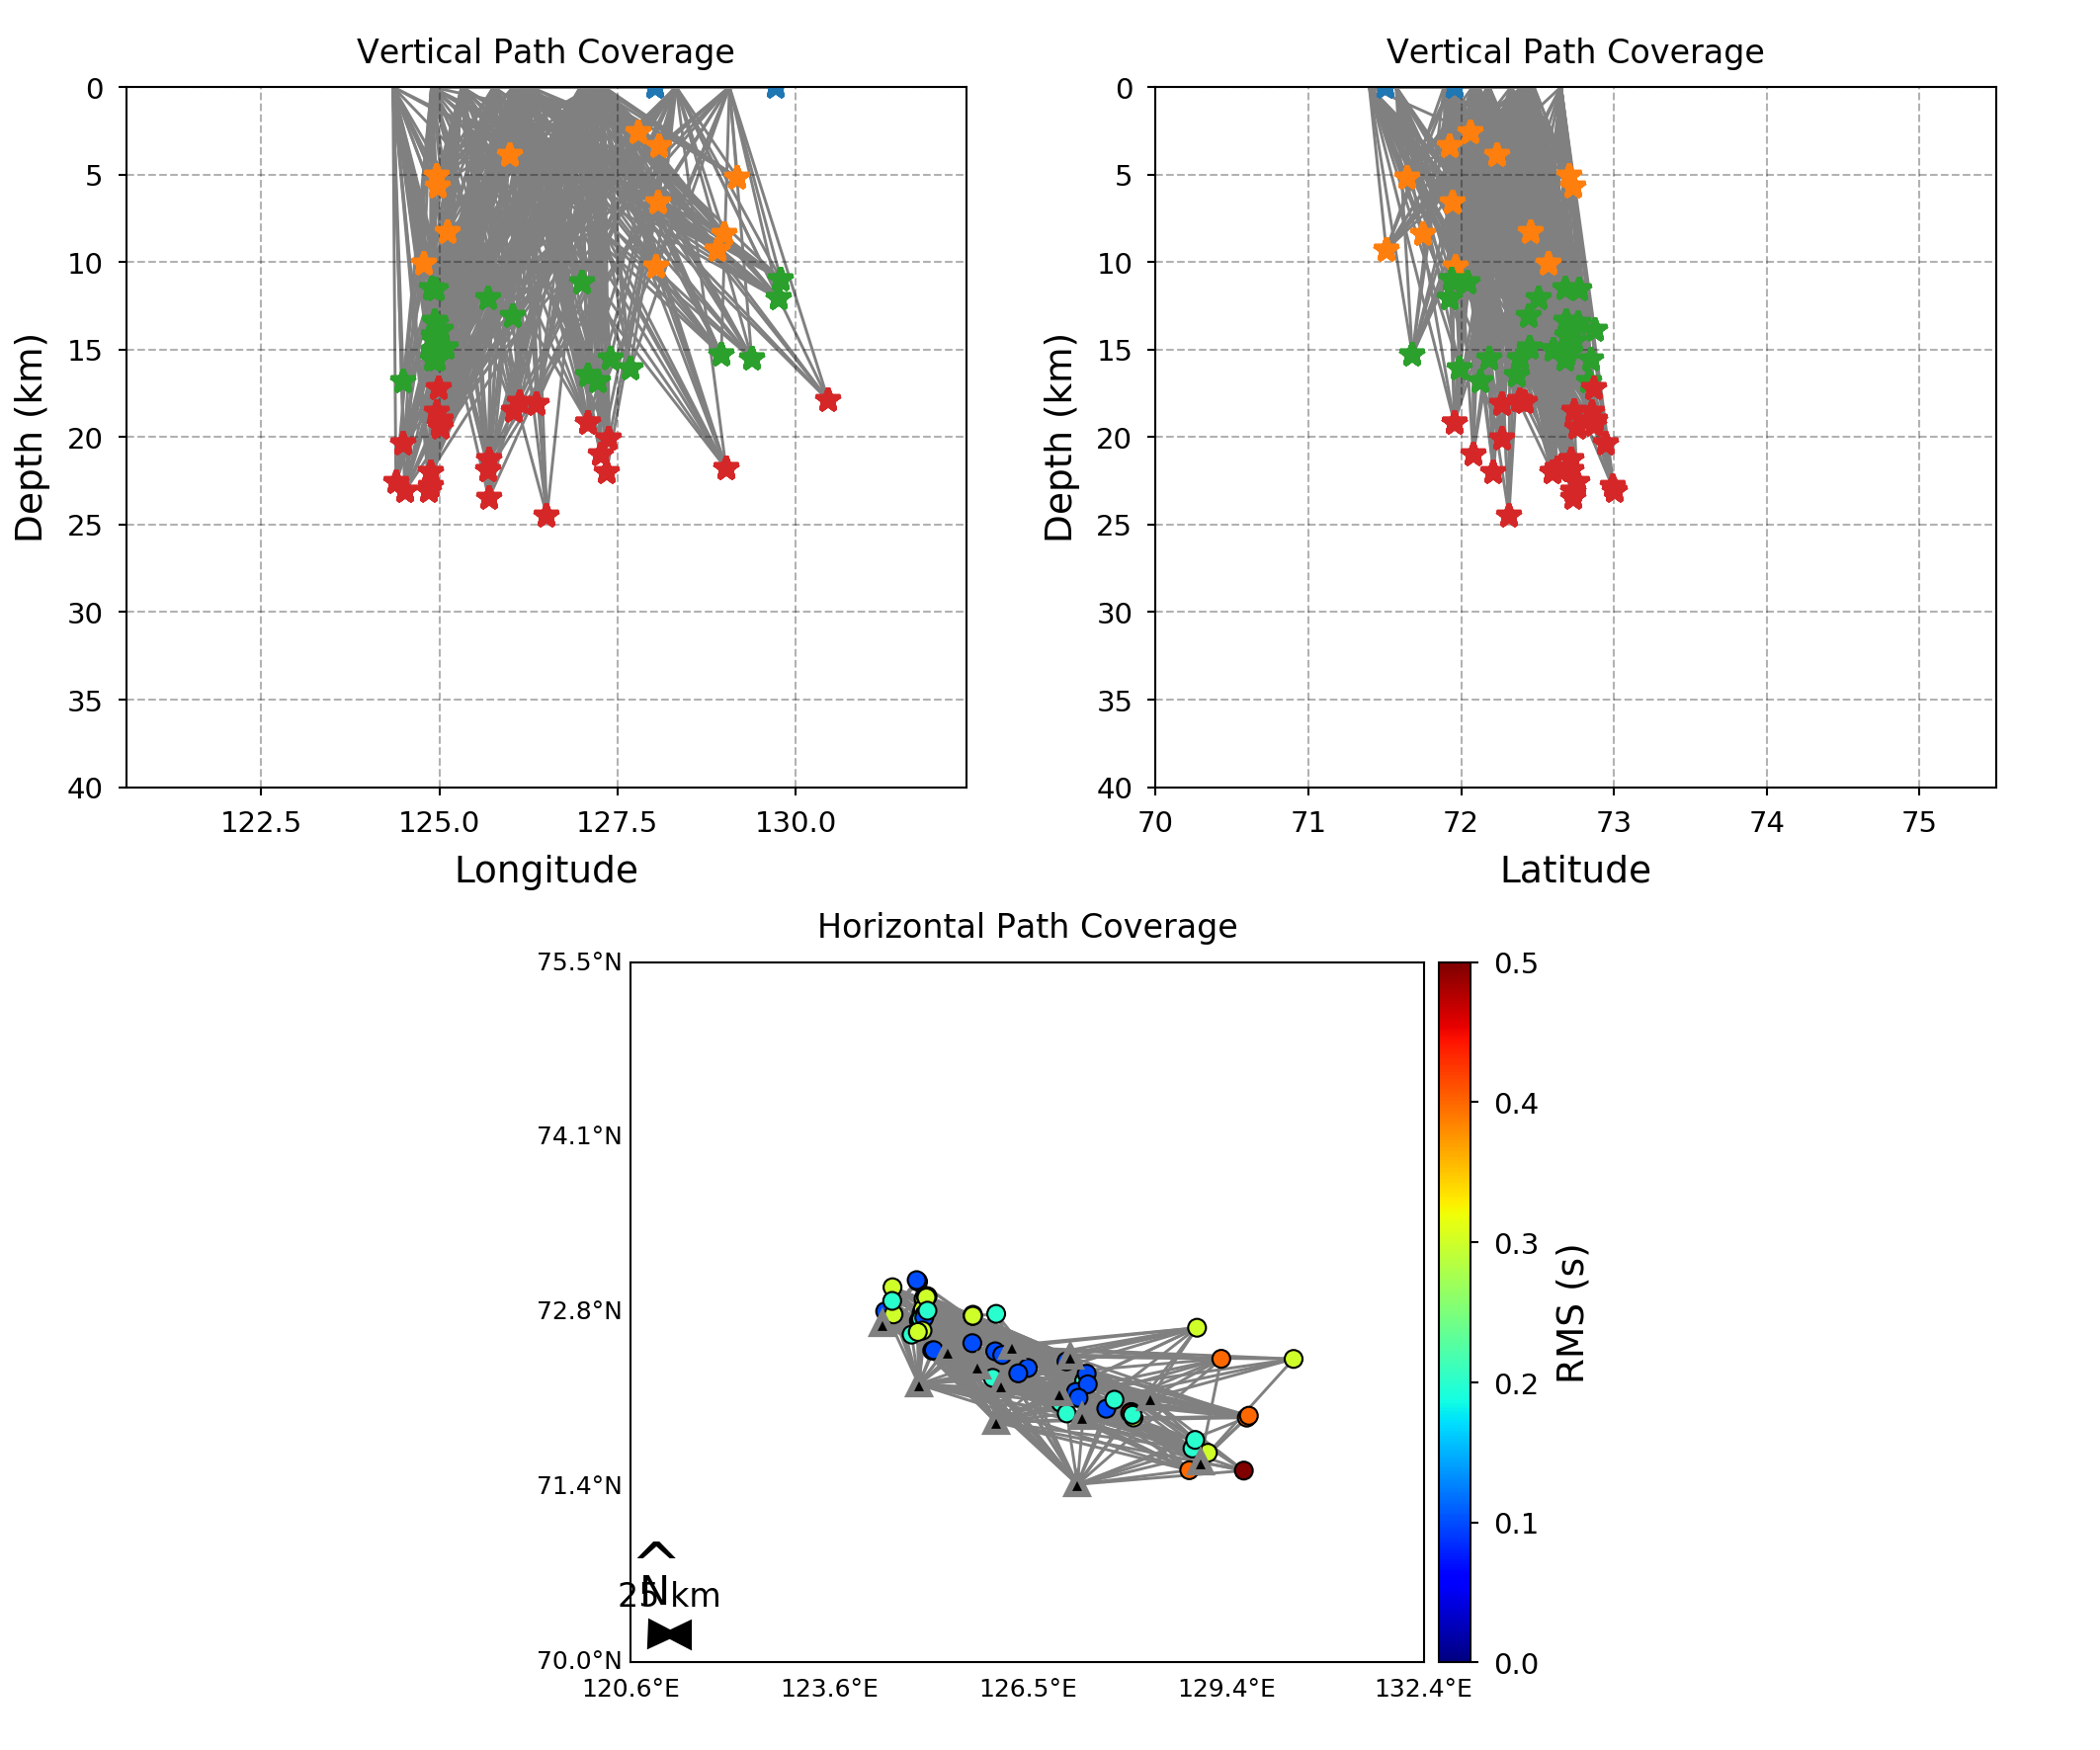 Vertical Path Coverage
0
5
10
15
20
25
30
35
40
Depth (km)
122.5 125.0 127.5 130.0
Longitude
Vertical Path Coverage
0
5
10
15
20
25
30
35
40
Depth (km)
70 71 72 73 74 75
Latitude
Horizontal Path Coverage
75.5°N
74.1°N
72.8°N
71.4°N
70.0°N
120.6°E 123.6°E 126.5°E 129.4°E 132.4°E
N
25 km
0.5
0.4
0.3
0.2
0.1
0.0
RMS (s)